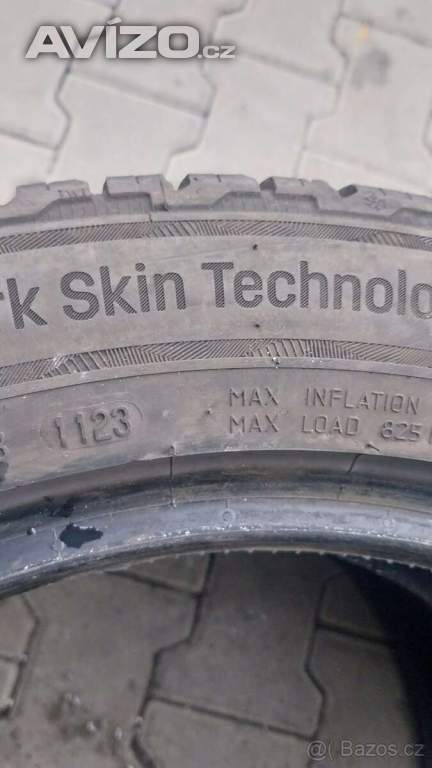 AVÍZO.cz
rk Skin Technolo
1123
MAX INFLATION
MAX LOAD 825
@ Bazos.cz